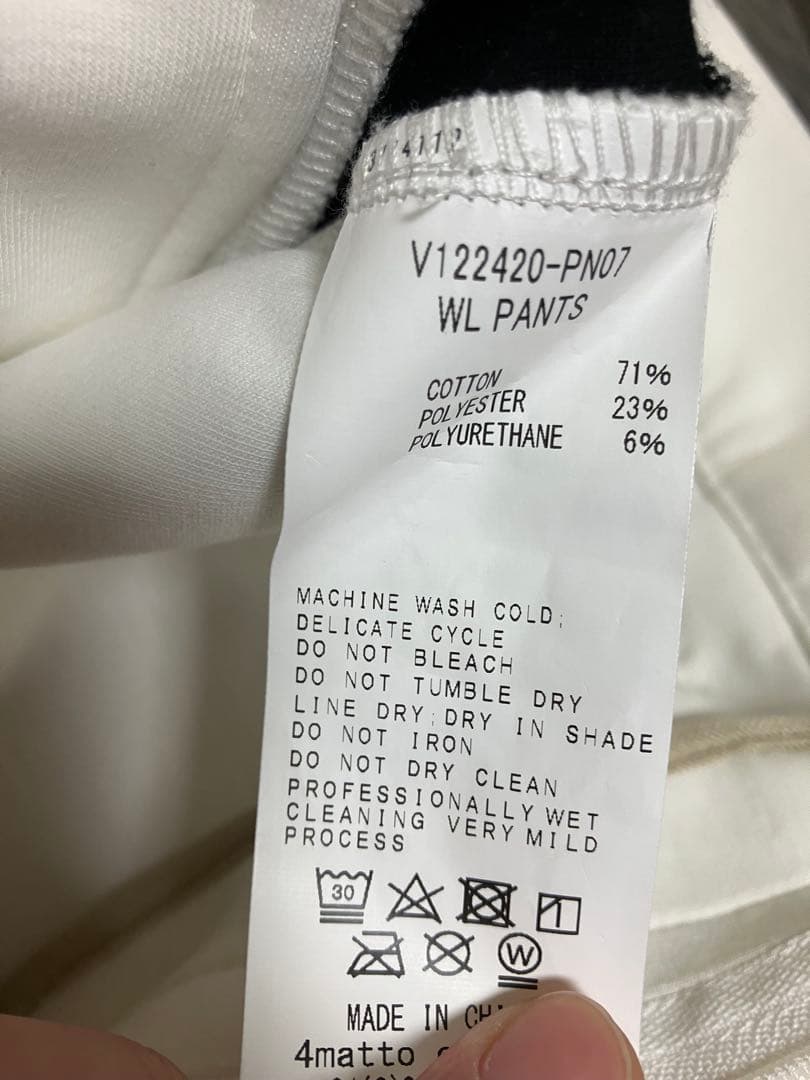 V122420-PN07
WL PANTS
COTTON 71%
POLYESTER 23%
POLYURETHANE 6%
MACHINE WASH COLD;
DELICATE CYCLE
DO NOT BLEACH
DO NOT TUMBLE DRY
LINE DRY;DRY IN SHADE
DO NOT IRON
DO NOT DRY CLEAN
PROFESSIONALLY WET
CLEANING VERY MILD
PROCESS
30
W
MADE IN
4matto